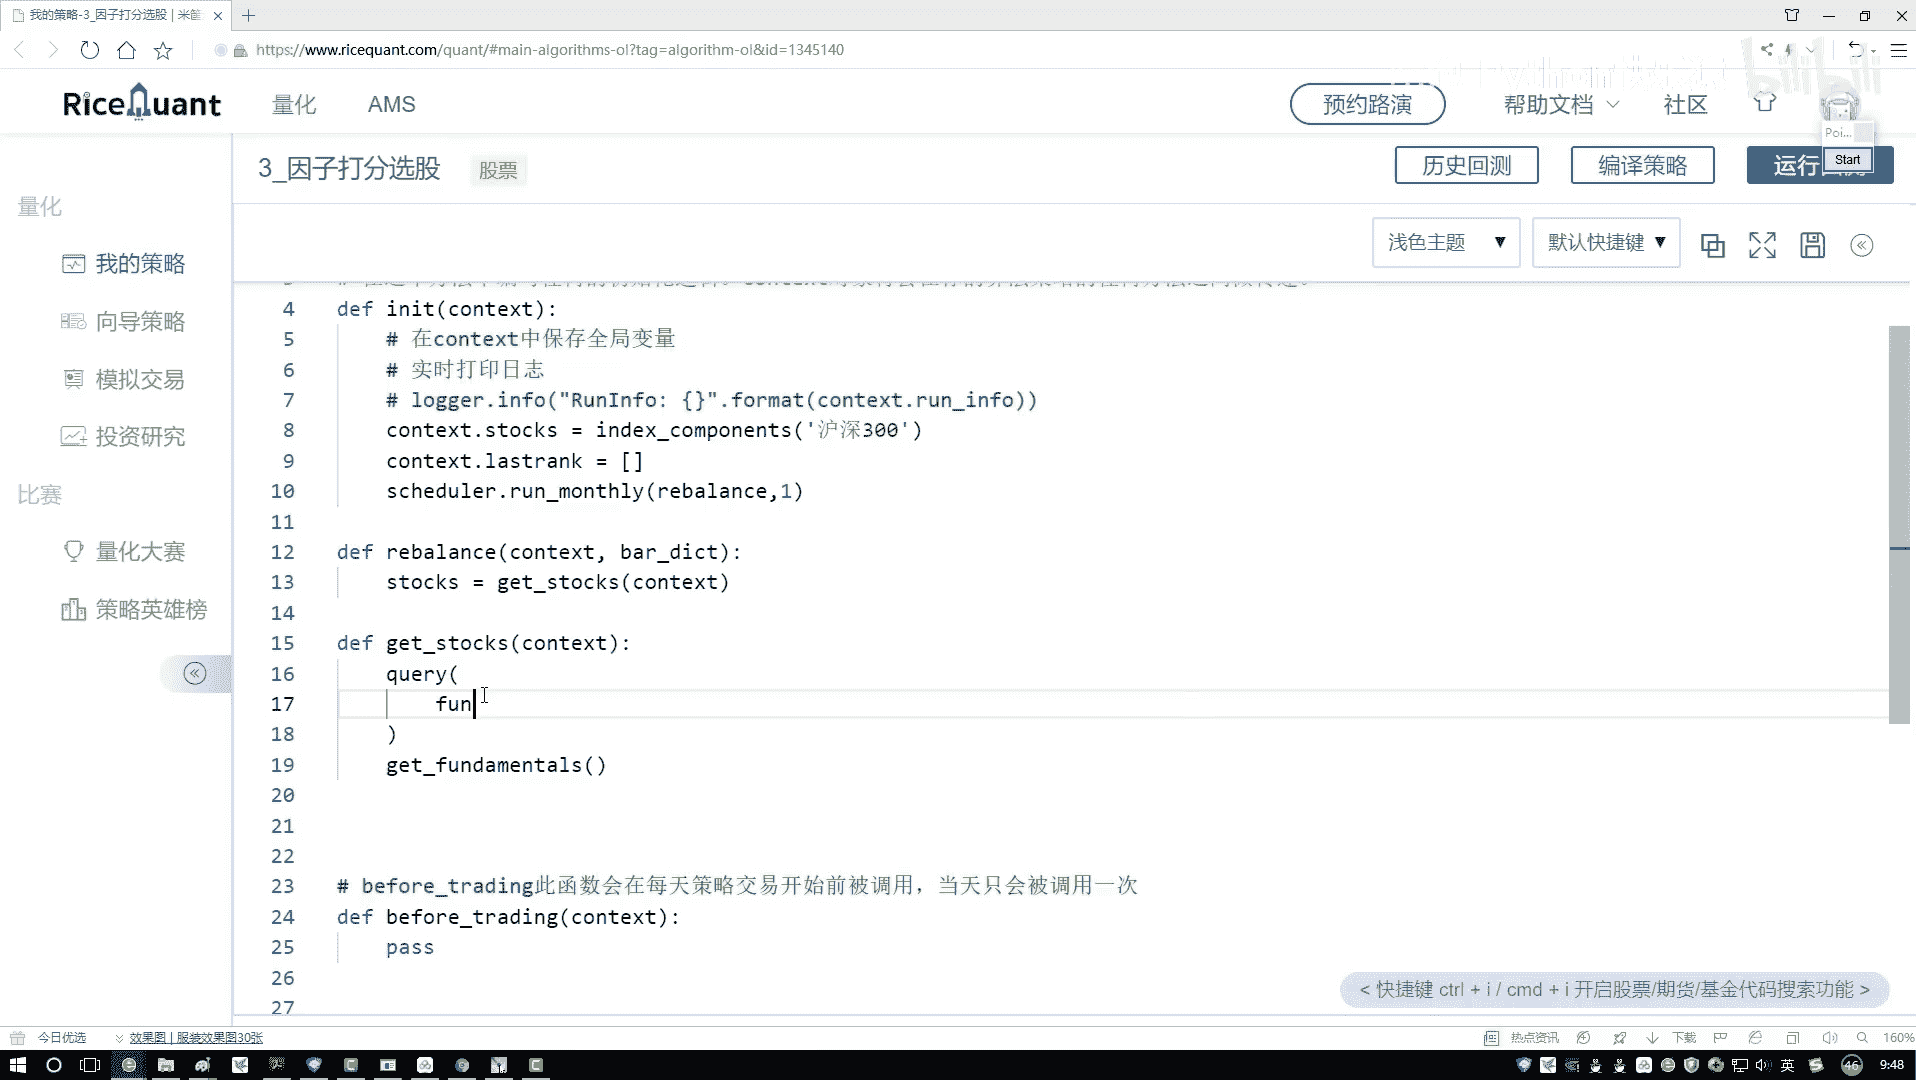 我的策略-3_因子打分选股 | 米筐
https://www.ricequant.com/quant/#main-algorithms-ol?tag=algorithm-ol&id=1345140
RiceQuant
量化
AMS
预约路演
帮助文档
社区
bilibili
Poi...
Start
3_因子打分选股
股票
历史回测
编译策略
运行
浅色主题
默认快捷键
量化
我的策略
向导策略
模拟交易
投资研究
比赛
量化大赛
策略英雄榜
4 def init(context):
5 # 在context中保存全局变量
6 # 实时打印日志
7 # logger.info("RunInfo: {}".format(context.run_info))
8 context.stocks = index_components('沪深300')
9 context.lastrank = []
10 scheduler.run_monthly(rebalance,1)
11
12 def rebalance(context, bar_dict):
13 stocks = get_stocks(context)
14
15 def get_stocks(context):
16 query(
17 fun
18 )
19 get_fundamentals()
20
21
22
23 # before_trading此函数会在每天策略交易开始前被调用，当天只会被调用一次
24 def before_trading(context):
25 pass
26
27
< 快捷键 ctrl + i / cmd + i 开启股票/期货/基金代码搜索功能 >
今日优选
效果图 | 服装效果图30张
热点资讯
下载
160%
英
46
9:48